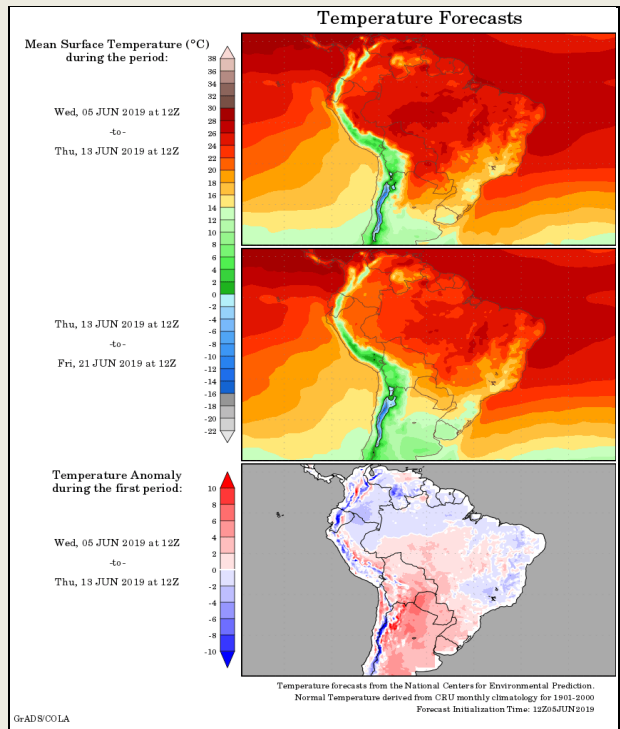 Temperature Forecasts
Mean Surface Temperature (°C)
during the period:
38
36
34
32
30
28
26
24
22
20
18
16
14
12
10
8
6
4
2
0
-2
-4
-6
-8
-10
-12
-14
-16
-18
-20
-22
Wed, 05 JUN 2019 at 12Z
-to-
Thu, 13 JUN 2019 at 12Z
Thu, 13 JUN 2019 at 12Z
-to-
Fri, 21 JUN 2019 at 12Z
Temperature Anomaly
during the first period:
10
8
6
4
2
0
-2
-4
-6
-8
-10
Wed, 05 JUN 2019 at 12Z
-to-
Thu, 13 JUN 2019 at 12Z
Temperature forecasts from the National Centers for Environmental Prediction.
Normal Temperature derived from CRU monthly climatology for 1901-2000
Forecast Initialization Time: 12Z05JUN2019
GrADS/COLA